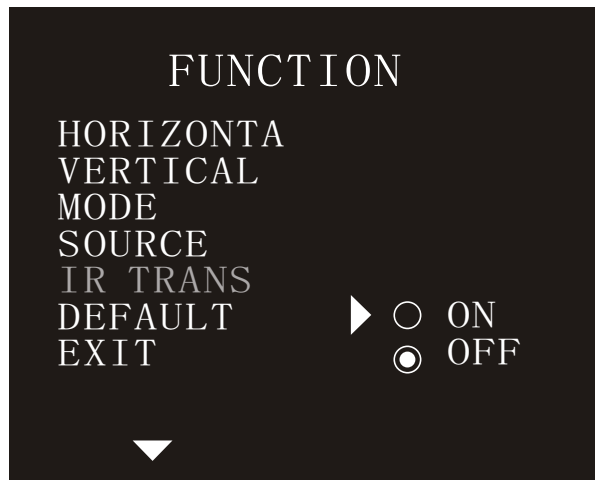 FUNCTION
HORIZONTA
VERTICAL
MODE
SOURCE
IR TRANS
DEFAULT ON
EXIT OFF